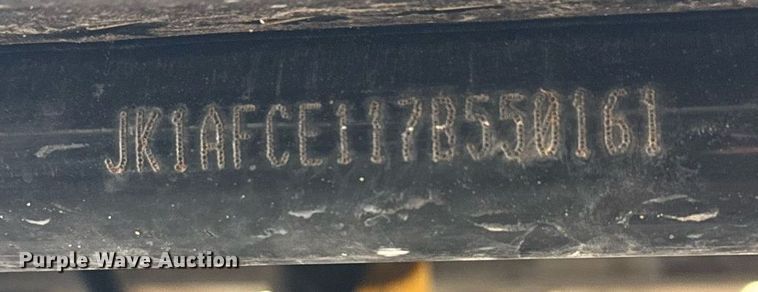 JK1AFCE117B550161
Purple Wave Auction